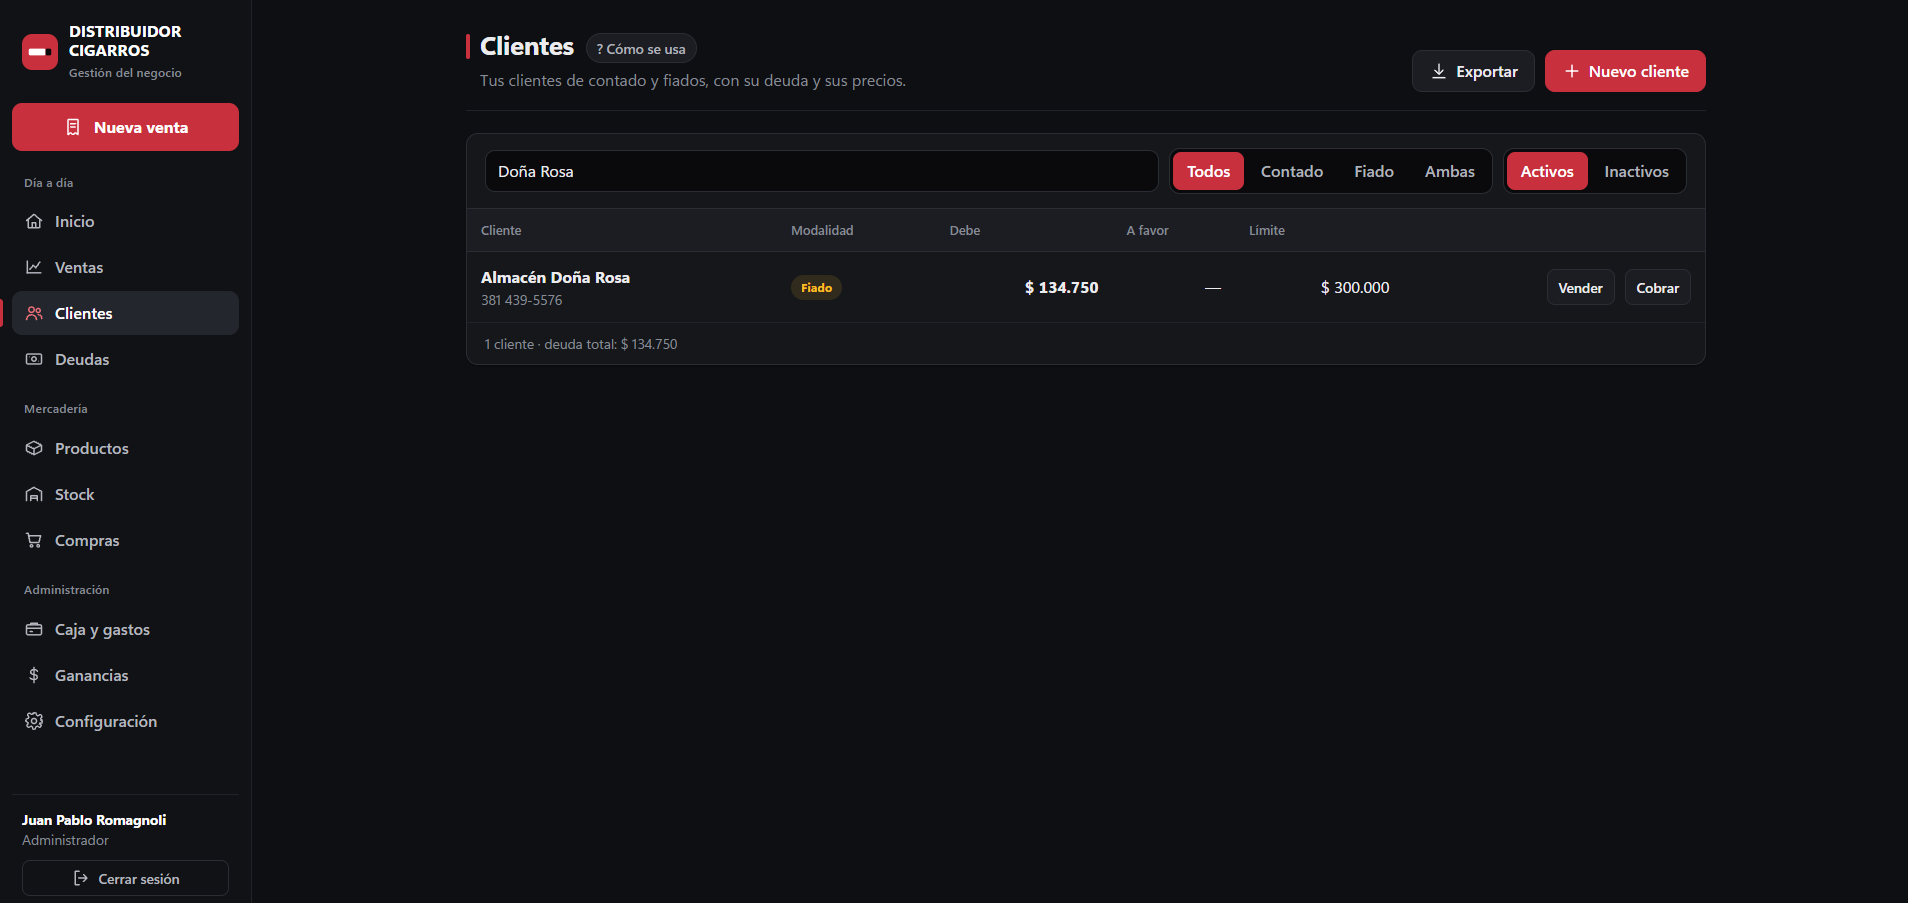 DISTRIBUIDOR
CIGARROS
Gestión del negocio
Nueva venta
Día a día
Inicio
Ventas
Clientes
Deudas
Mercadería
Productos
Stock
Compras
Administración
Caja y gastos
Ganancias
Configuración
Juan Pablo Romagnoli
Administrador
Cerrar sesión
Clientes ? Cómo se usa
Tus clientes de contado y fiados, con su deuda y sus precios.
Exportar + Nuevo cliente
Doña Rosa Todos Contado Fiado Ambas Activos Inactivos
Cliente Modalidad Debe A favor Límite
Almacén Doña Rosa Fiado $ 134.750 — $ 300.000 Vender Cobrar
381 439-5576
1 cliente · deuda total: $ 134.750